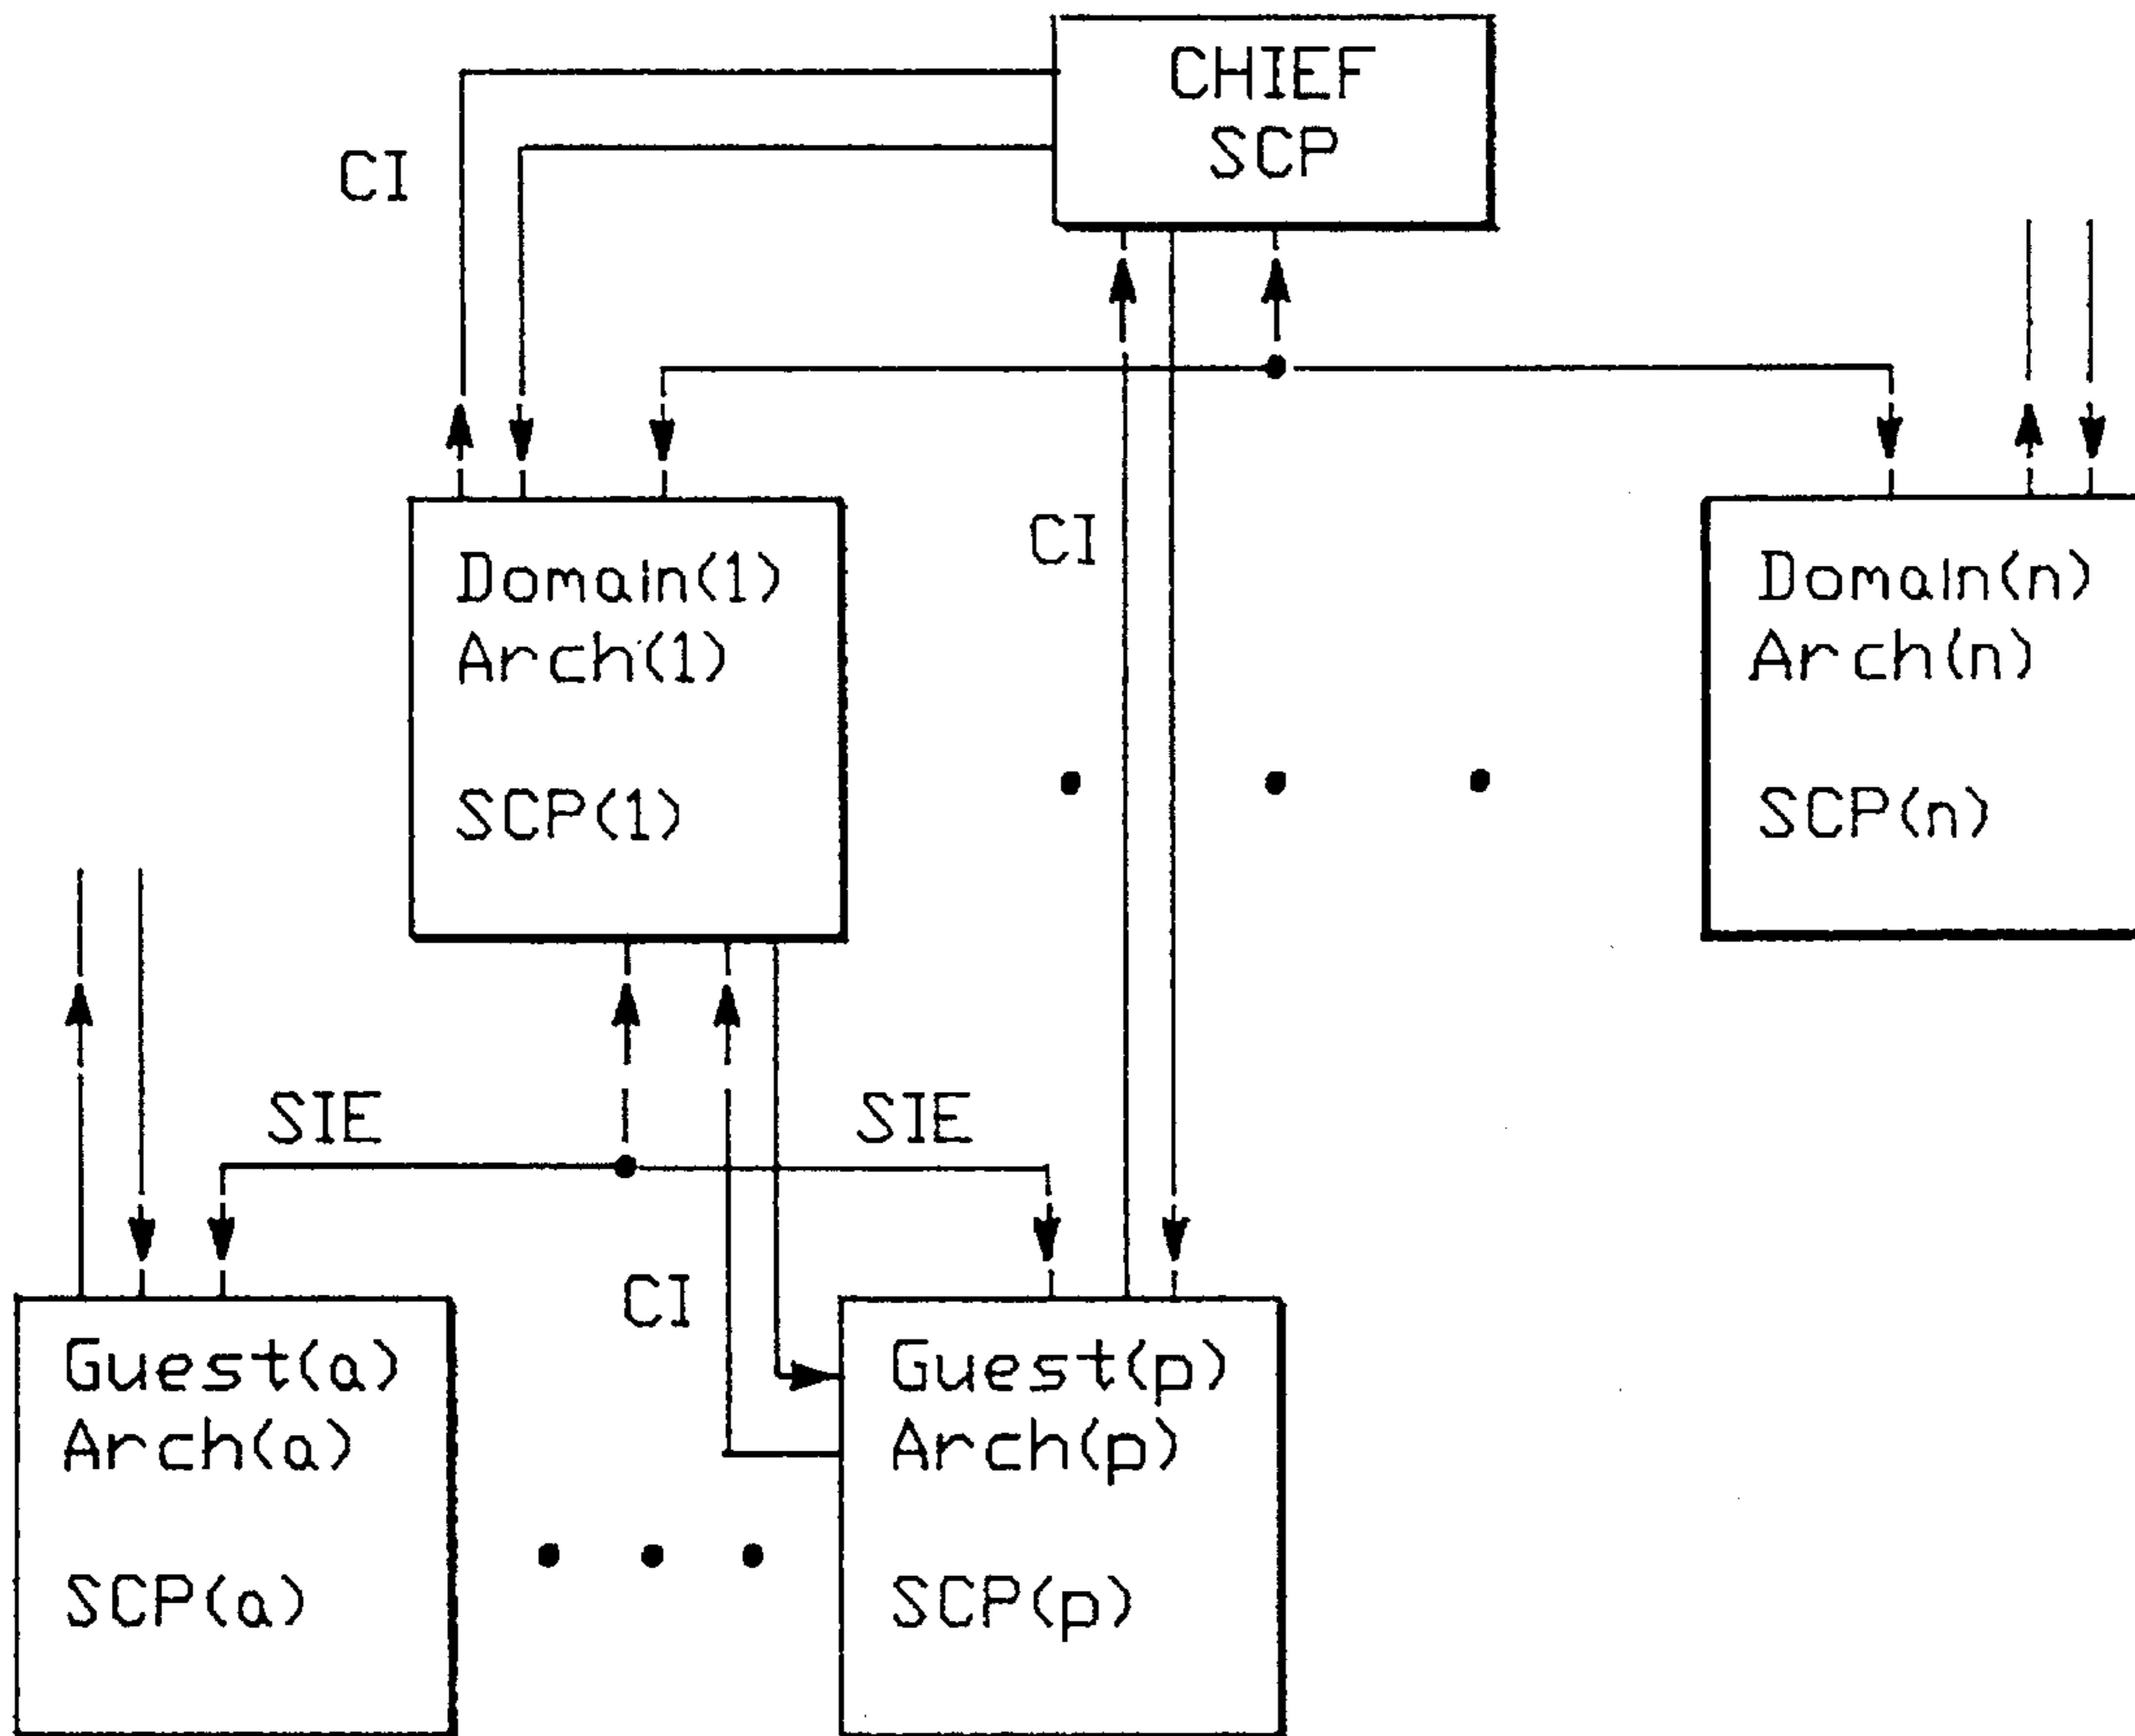 CHIEF
SCP
CI
CI
Domain(1)
Arch(1)
SCP(1)
Domain(n)
Arch(n)
SCP(n)
SIE
SIE
CI
Guest(a)
Arch(a)
SCP(a)
Guest(p)
Arch(p)
SCP(p)